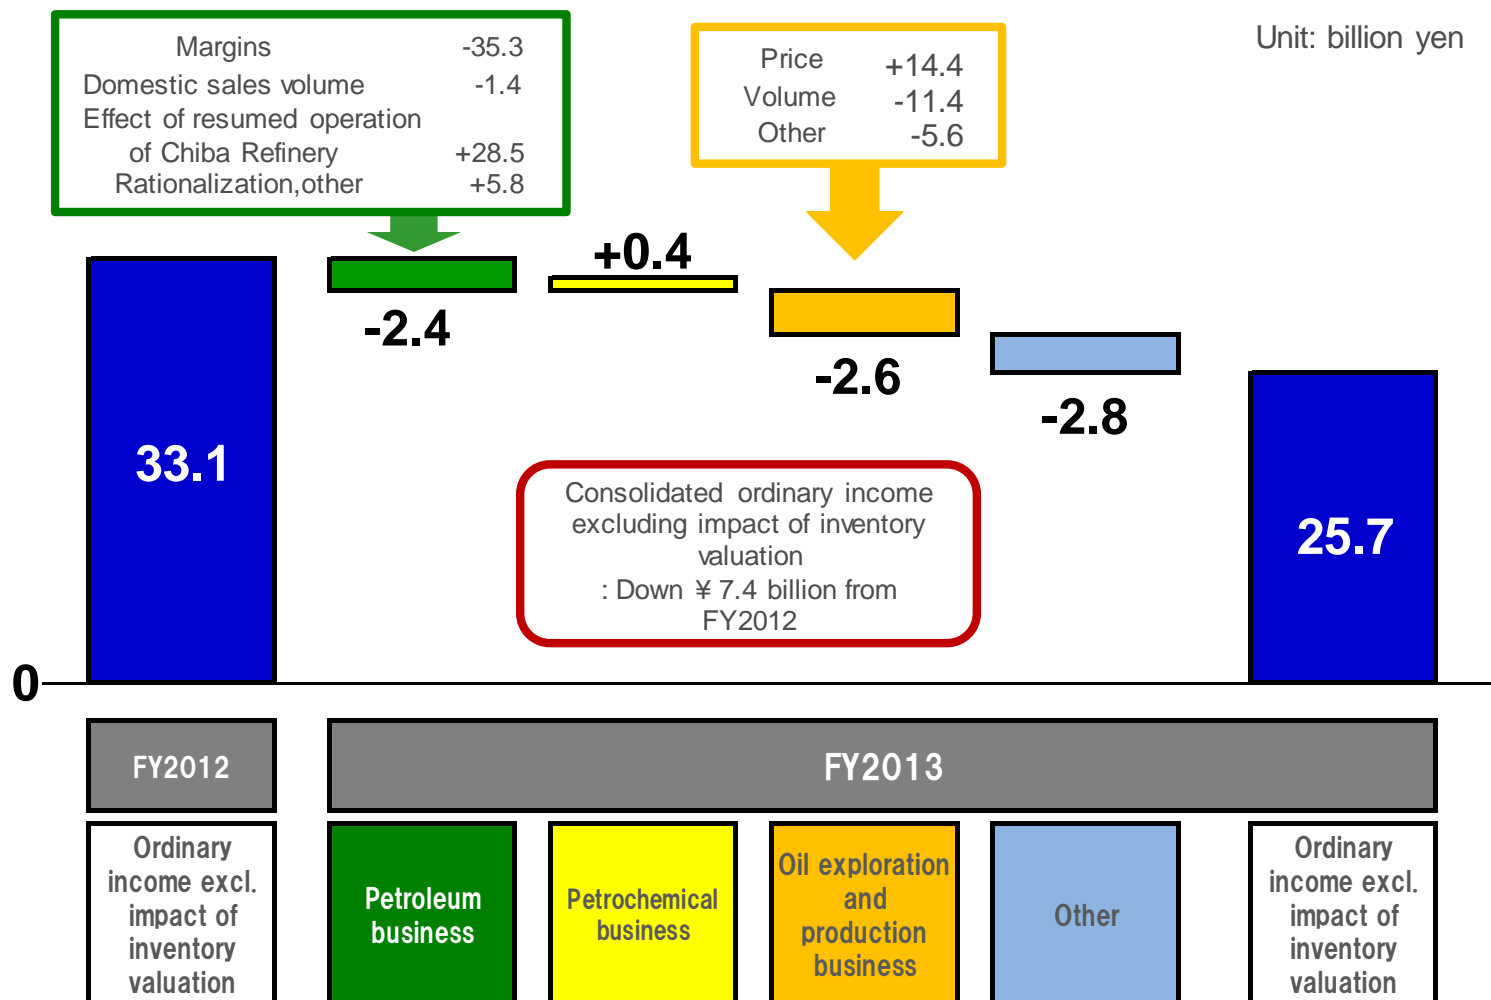 Unit: billion yen
Margins -35.3
Domestic sales volume -1.4
Effect of resumed operation
of Chiba Refinery +28.5
Rationalization,other +5.8
Price +14.4
Volume -11.4
Other -5.6
+0.4
-2.4
-2.6
-2.8
33.1
25.7
Consolidated ordinary income
excluding impact of inventory
valuation
: Down ¥ 7.4 billion from
FY2012
0
FY2012
FY2013
Ordinary
income excl.
impact of
inventory
valuation
Petroleum
business
Petrochemical
business
Oil exploration
and
production
business
Other
Ordinary
income excl.
impact of
inventory
valuation